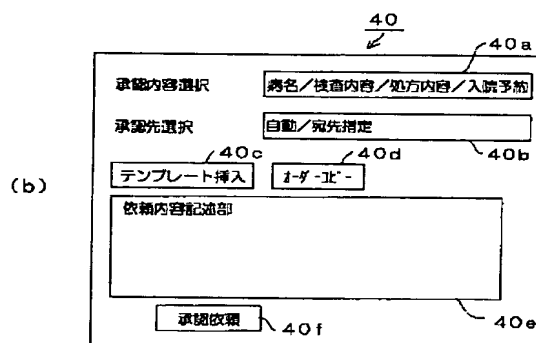 40
40a
承認内容選択 病名/検査内容/処方内容/入院予約
承認先選択 自動/宛先指定
40c 40d 40b
(b) テンプレート挿入 オーダーコピー
依頼内容記述部
承認依頼 40f 40e